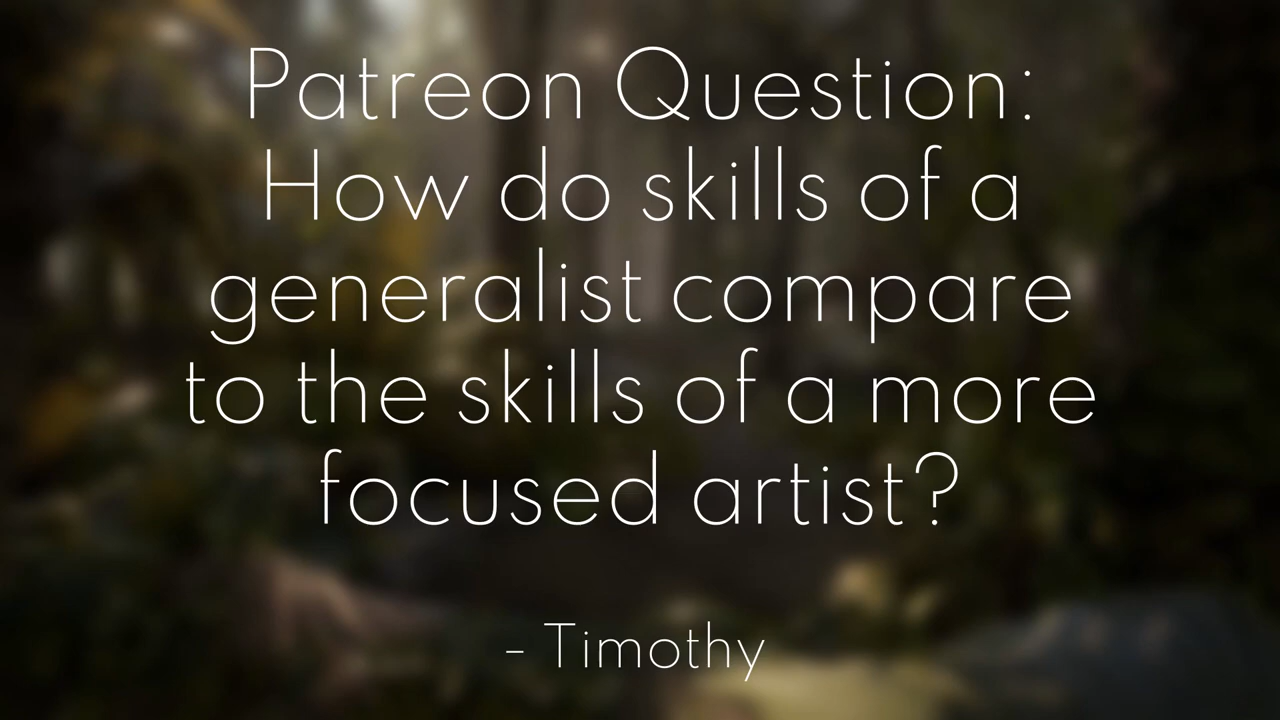 Patreon Question:
How do skills of a
generalist compare
to the skills of a more
focused artist?
- Timothy